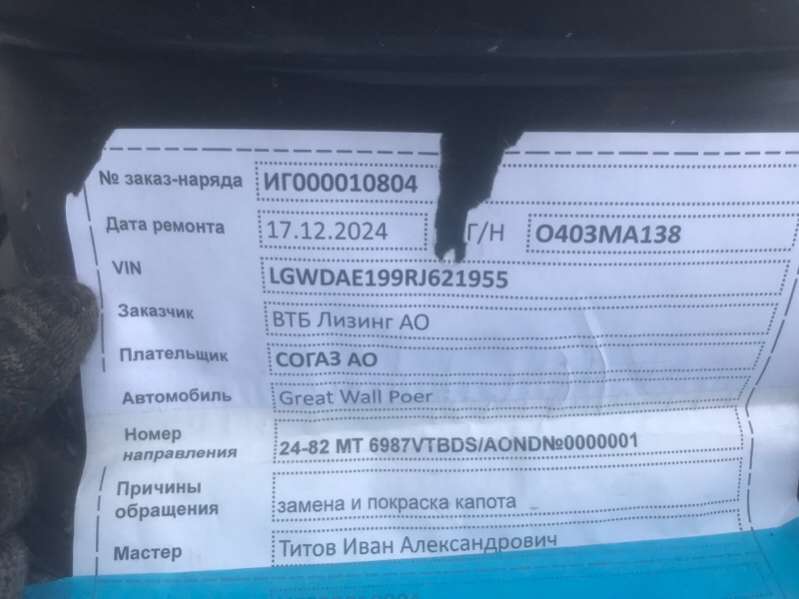 № заказ-наряда ИГ000010804
Дата ремонта 17.12.2024 Г/Н О403МА138
VIN LGWDAE199RJ621955
Заказчик ВТБ Лизинг АО
Плательщик СОГАЗ АО
Автомобиль Great Wall Poer
Номер
направления 24-82 МТ 6987VTBDS/AOND№0000001
Причины
обращения замена и покраска капота
Мастер Титов Иван Александрович